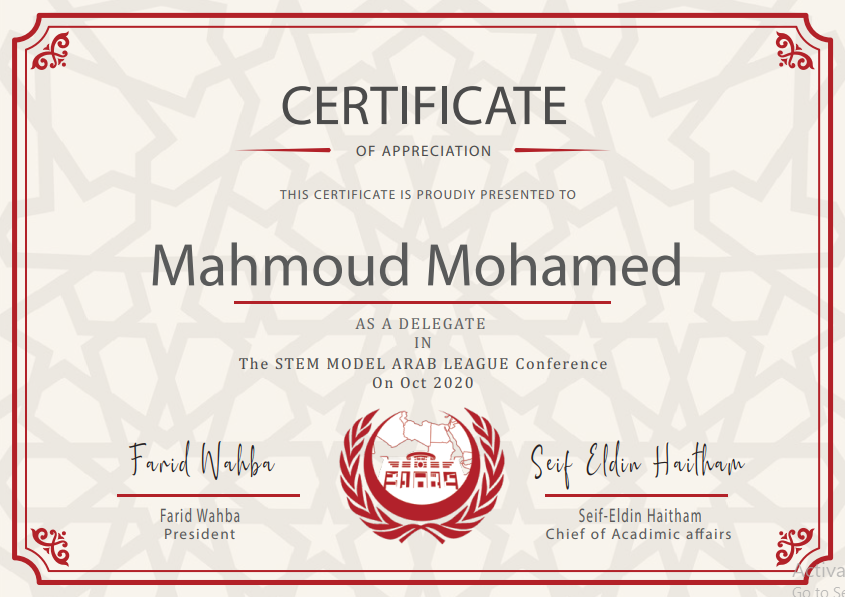 CERTIFICATE
OF APPRECIATION
THIS CERTIFICATE IS PROUDIY PRESENTED TO
Mahmoud Mohamed
AS A DELEGATE
IN
The STEM MODEL ARAB LEAGUE Conference
On Oct 2020
Farid Wahba
Seif Eldin Haitham
Farid Wahba
Seif-Eldin Haitham
President
Chief of Acadimic affairs
Activa
Go to Se